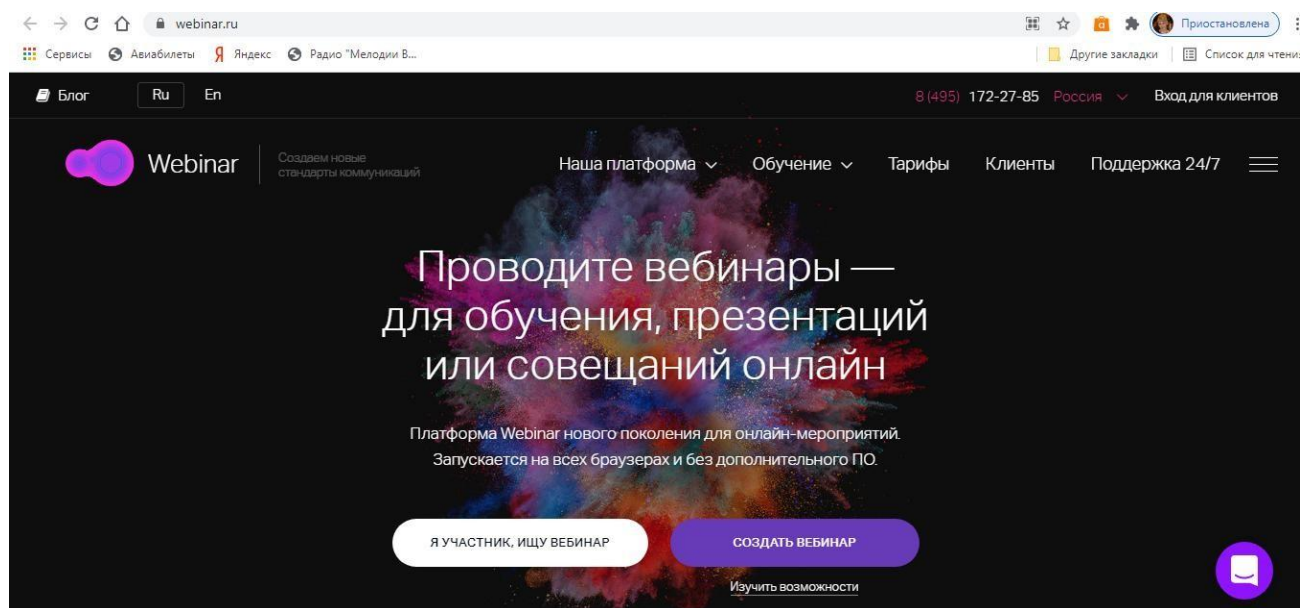 webinar.ru
Приостановлена
Сервисы Авиабилеты Яндекс Радио "Мелодии В...
Другие закладки Список для чтения
Блог Ru En
8 (495) 172-27-85 Россия Вход для клиентов
Webinar
Создаем новые
стандарты коммуникаций
Наша платформа Обучение Тарифы Клиенты Поддержка 24/7
Проводите вебинары —
для обучения, презентаций
или совещаний онлайн
Платформа Webinar нового поколения для онлайн-мероприятий.
Запускается на всех браузерах и без дополнительного ПО.
Я УЧАСТНИК, ИЩУ ВЕБИНАР
СОЗДАТЬ ВЕБИНАР
Изучить возможности